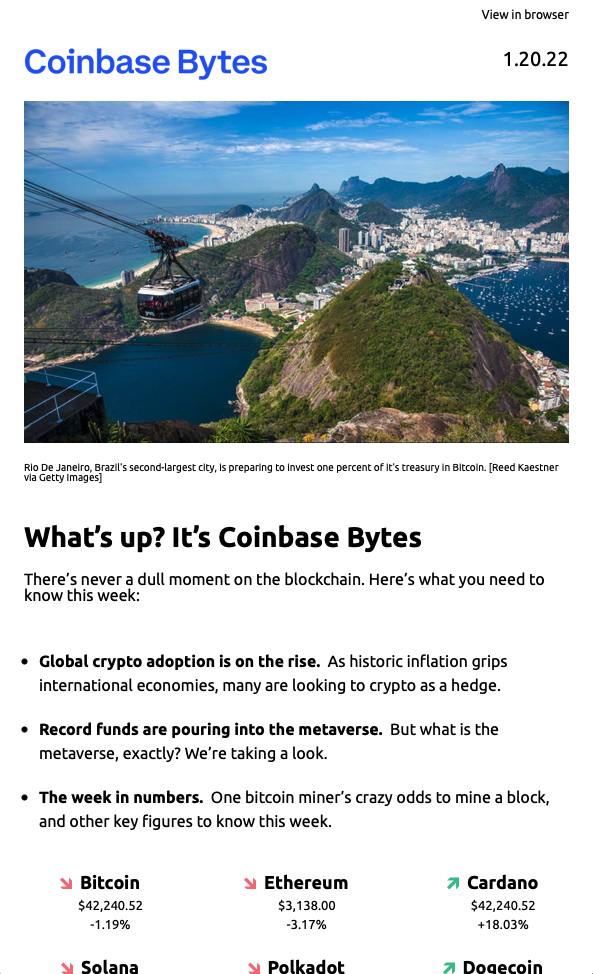 View in browser
Coinbase Bytes
1.20.22
Rio De Janeiro, Brazil's second-largest city, is preparing to invest one percent of it's treasury in Bitcoin. [Reed Kaestner
via Getty Images]
What's up? It's Coinbase Bytes
There's never a dull moment on the blockchain. Here's what you need to
know this week:
• Global crypto adoption is on the rise. As historic inflation grips
international economies, many are looking to crypto as a hedge.
• Record funds are pouring into the metaverse. But what is the
metaverse, exactly? We're taking a look.
• The week in numbers. One bitcoin miner's crazy odds to mine a block,
and other key figures to know this week.
Bitcoin Ethereum Cardano
$42,240.52 $3,138.00 $42,240.52
-1.19% -3.17% +18.03%
Solana Polkadot Dogecoin